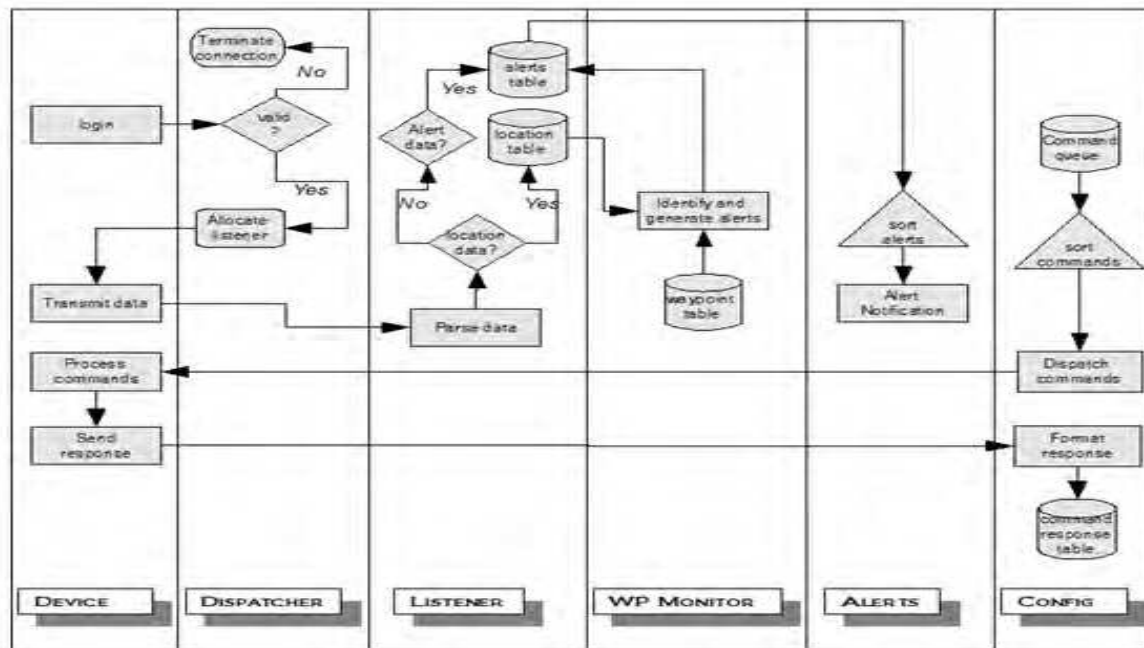 Terminate
connection
No
login
valid
?
Yes
Allocate
listener
Transmit data
Process
commands
Send
response
alerts
table
Yes
Alert
data?
location
table
No
Yes
location
data?
Parse data
Identify and
generate alerts
waypoint
table
sort
alerts
Alert
Notification
Command
queue
sort
commands
Dispatch
commands
Format
response
command
response
table
DEVICE
DISPATCHER
LISTENER
WP MONITOR
ALERTS
CONFIG